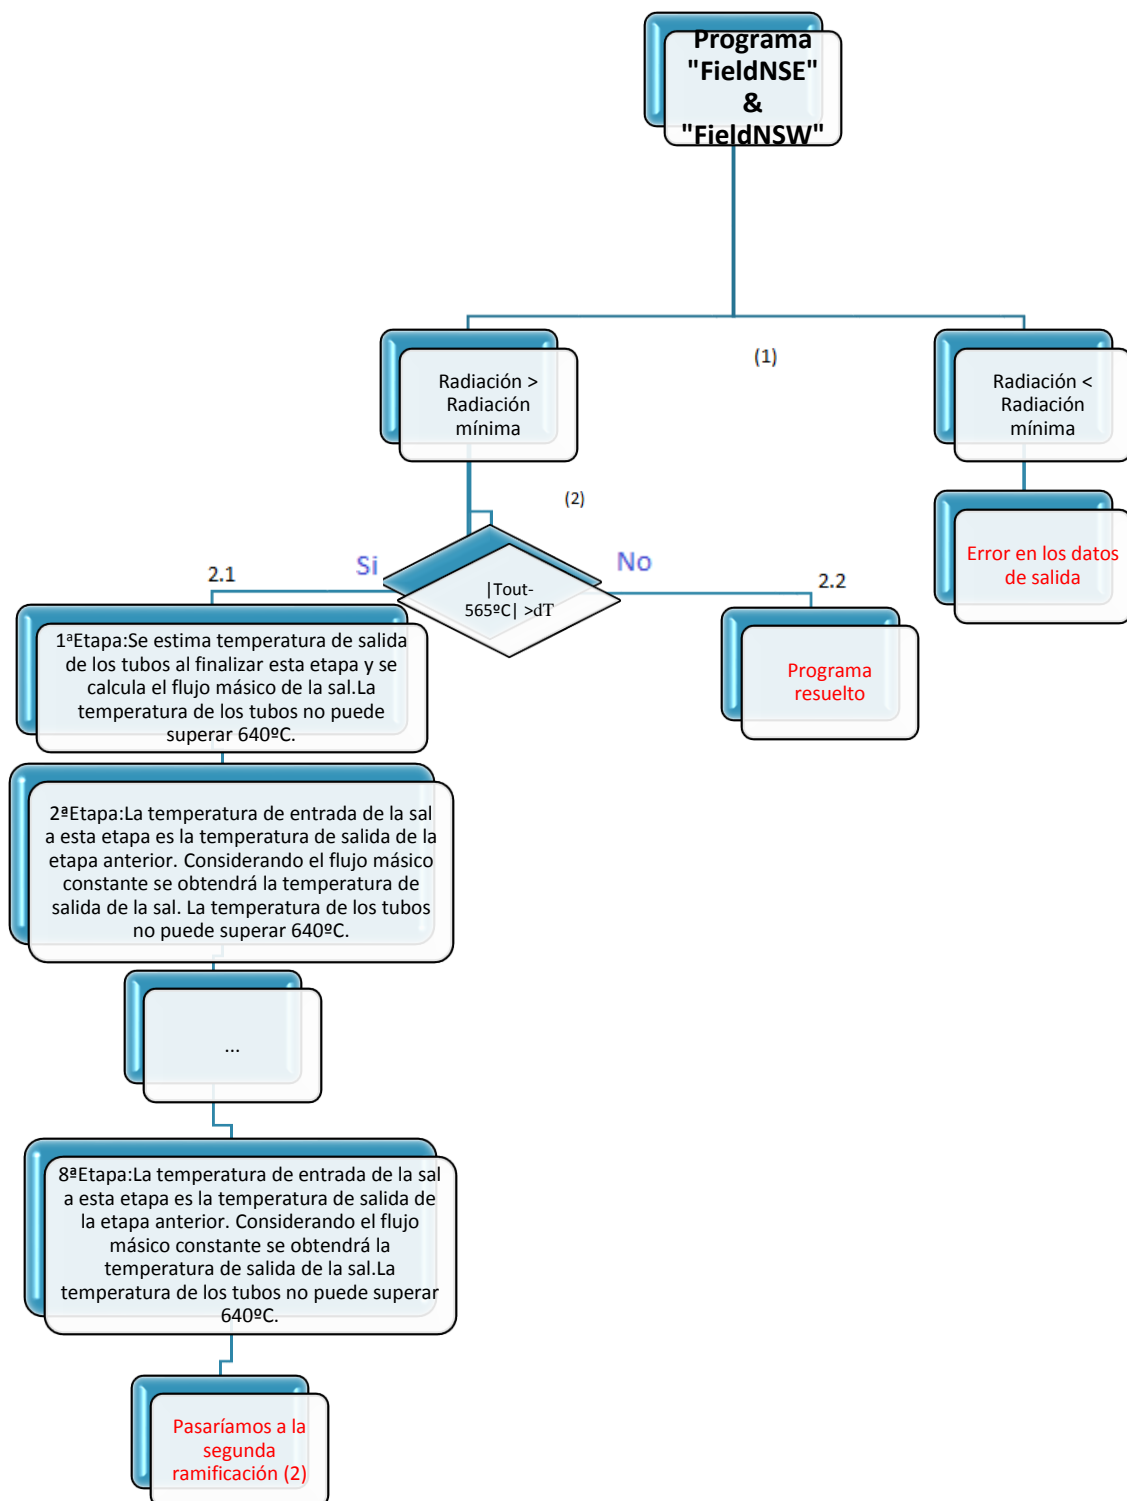 Programa
"FieldNSE"
&
"FieldNSW"
(1)
Radiación >
Radiación
mínima
Radiación <
Radiación
mínima
(2)
Error en los datos
de salida
Si
No
|Tout-
565ºC| >dT
2.1
2.2
1ªEtapa:Se estima temperatura de salida
de los tubos al finalizar esta etapa y se
calcula el flujo másico de la sal.La
temperatura de los tubos no puede
superar 640ºC.
Programa
resuelto
2ªEtapa:La temperatura de entrada de la sal
a esta etapa es la temperatura de salida de la
etapa anterior. Considerando el flujo másico
constante se obtendrá la temperatura de
salida de la sal. La temperatura de los tubos
no puede superar 640ºC.
...
8ªEtapa:La temperatura de entrada de la sal
a esta etapa es la temperatura de salida de
la etapa anterior. Considerando el flujo
másico constante se obtendrá la
temperatura de salida de la sal.La
temperatura de los tubos no puede superar
640ºC.
Pasaríamos a la
segunda
ramificación (2)